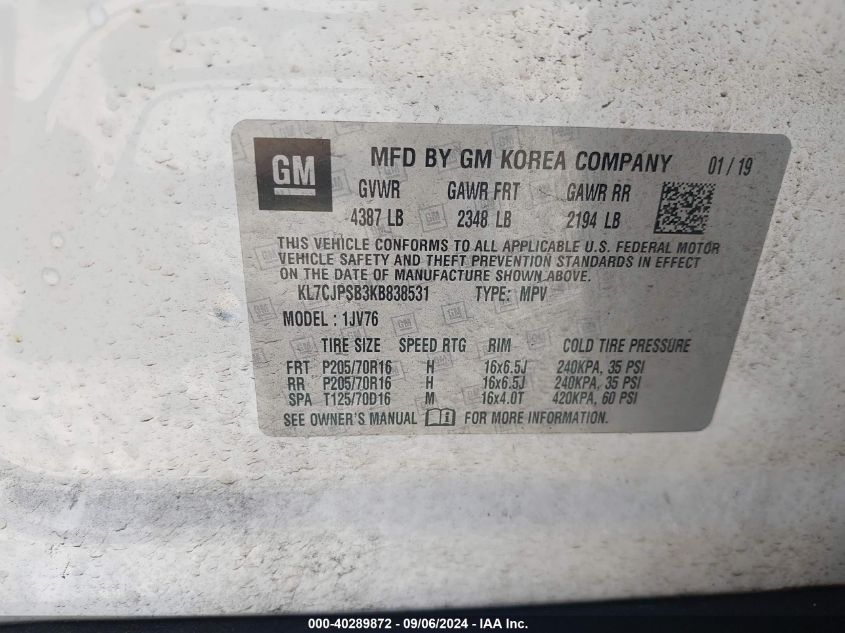 GM MFD BY GM KOREA COMPANY 01 / 19
GVWR GAWR FRT GAWR RR
4387 LB 2348 LB 2194 LB
THIS VEHICLE CONFORMS TO ALL APPLICABLE U.S. FEDERAL MOTOR
VEHICLE SAFETY AND THEFT PREVENTION STANDARDS IN EFFECT
ON THE DATE OF MANUFACTURE SHOWN ABOVE.
KL7CJPSB3KB838531 TYPE: MPV
MODEL : 1JV76
TIRE SIZE SPEED RTG RIM COLD TIRE PRESSURE
FRT P205/70R16 H 16x6.5J 240KPA, 35 PSI
RR P205/70R16 H 16x6.5J 240KPA, 35 PSI
SPA T125/70D16 M 16x4.0T 420KPA, 60 PSI
SEE OWNER'S MANUAL FOR MORE INFORMATION.
000-40289872 - 09/06/2024 - IAA Inc.